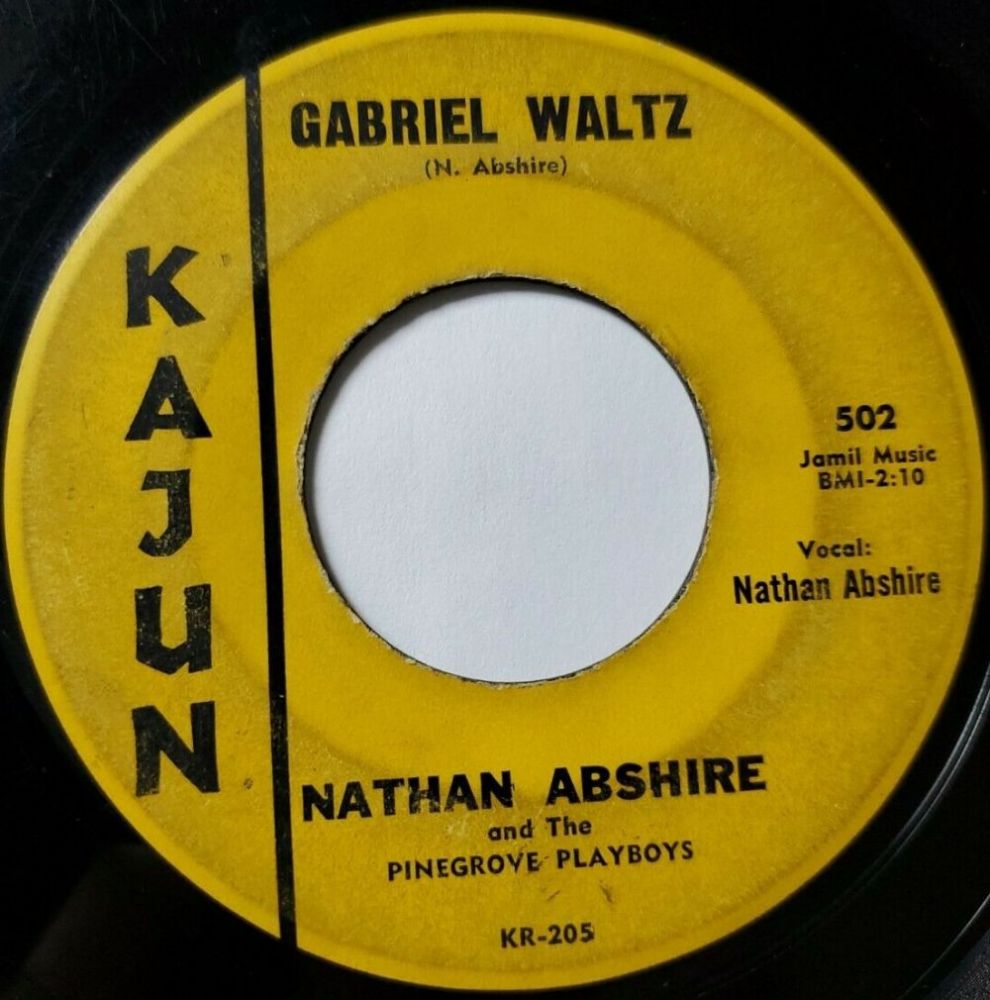 GABRIEL WALTZ
(N. Abshire)
KAJUN
502
Jamil Music
BMI-2:10
Vocal:
Nathan Abshire
NATHAN ABSHIRE
and The
PINEGROVE PLAYBOYS
KR-205